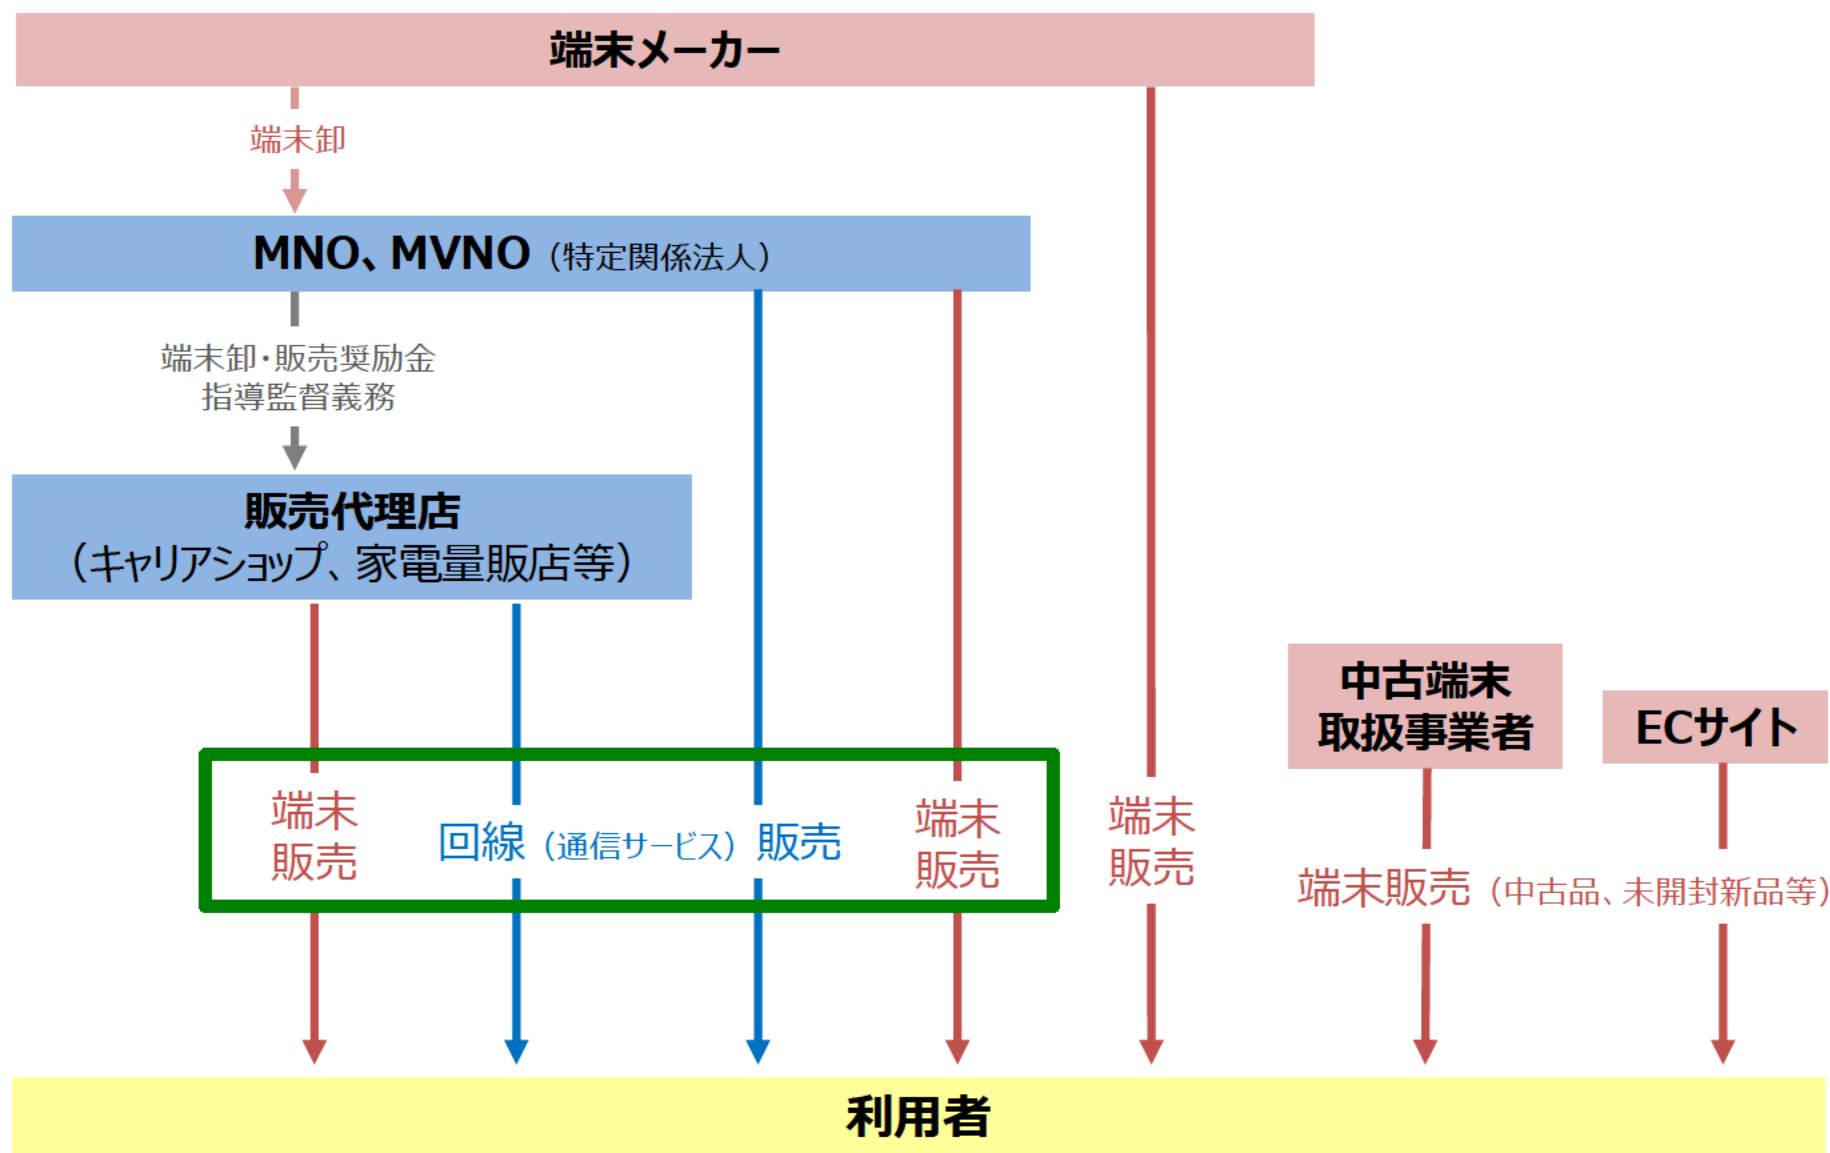 端末メーカー
端末卸
MNO、MVNO（特定関係法人）
端末卸・販売奨励金
指導監督義務
販売代理店
（キャリアショップ、家電量販店等）
中古端末
取扱事業者
ECサイト
端末
販売
回線（通信サービス）販売
端末
販売
端末
販売
端末販売（中古品、未開封新品等）
利用者